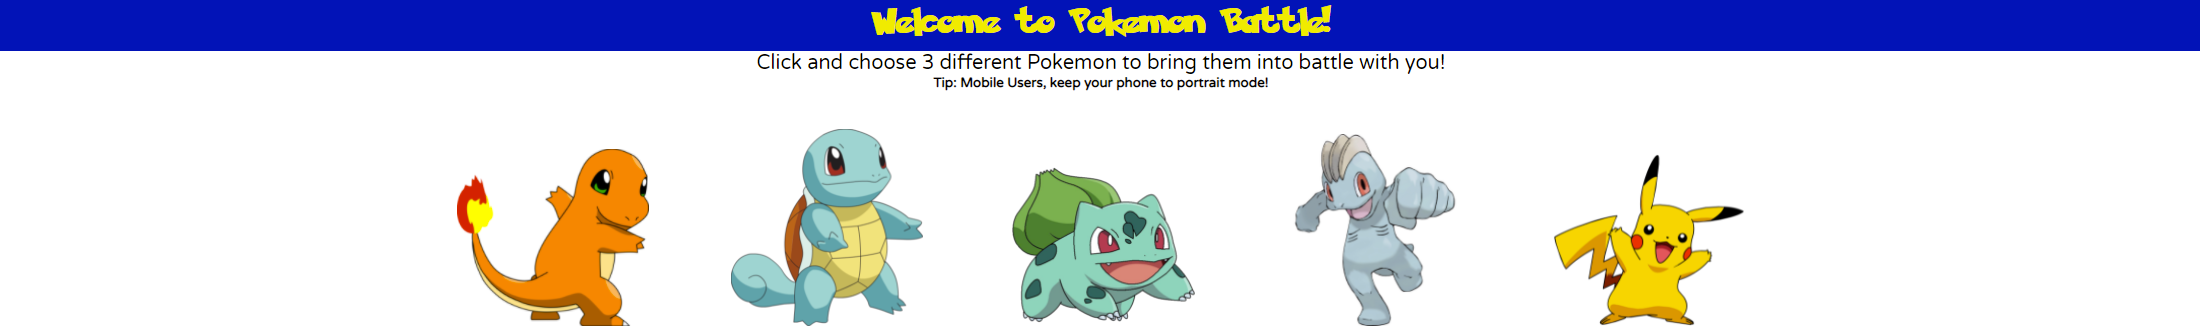 Welcome to Pokemon Battle!
Click and choose 3 different Pokemon to bring them into battle with you!
Tip: Mobile Users, keep your phone to portrait mode!